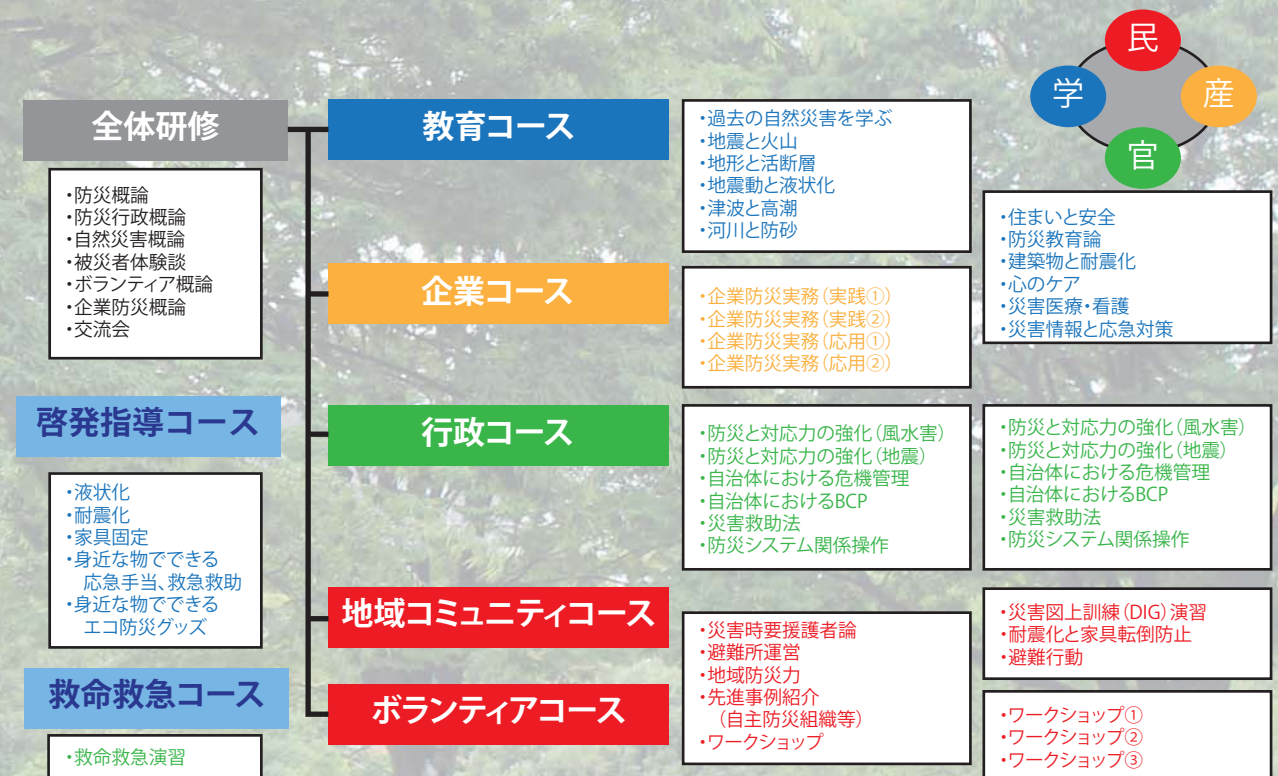 民
学
産
官
全体研修
・防災概論
・防災行政概論
・自然災害概論
・被災者体験談
・ボランティア概論
・企業防災概論
・交流会
啓発指導コース
・液状化
・耐震化
・家具固定
・身近な物でできる
応急手当、救急救助
・身近な物でできる
エコ防災グッズ
救命救急コース
・救命救急演習
教育コース
・過去の自然災害を学ぶ
・地震と火山
・地形と活断層
・地震動と液状化
・津波と高潮
・河川と防砂
・住まいと安全
・防災教育論
・建築物と耐震化
・心のケア
・災害医療・看護
・災害情報と応急対策
企業コース
・企業防災実務(実践①)
・企業防災実務(実践②)
・企業防災実務(応用①)
・企業防災実務(応用②)
行政コース
・防災と対応力の強化(風水害)
・防災と対応力の強化(地震)
・自治体における危機管理
・自治体におけるBCP
・災害救助法
・防災システム関係操作
・防災と対応力の強化(風水害)
・防災と対応力の強化(地震)
・自治体における危機管理
・自治体におけるBCP
・災害救助法
・防災システム関係操作
地域コミュニティコース
ボランティアコース
・災害時要援護者論
・避難所運営
・地域防災力
・先進事例紹介
(自主防災組織等)
・ワークショップ
・災害図上訓練(DIG)演習
・耐震化と家具転倒防止
・避難行動
・ワークショップ①
・ワークショップ②
・ワークショップ③